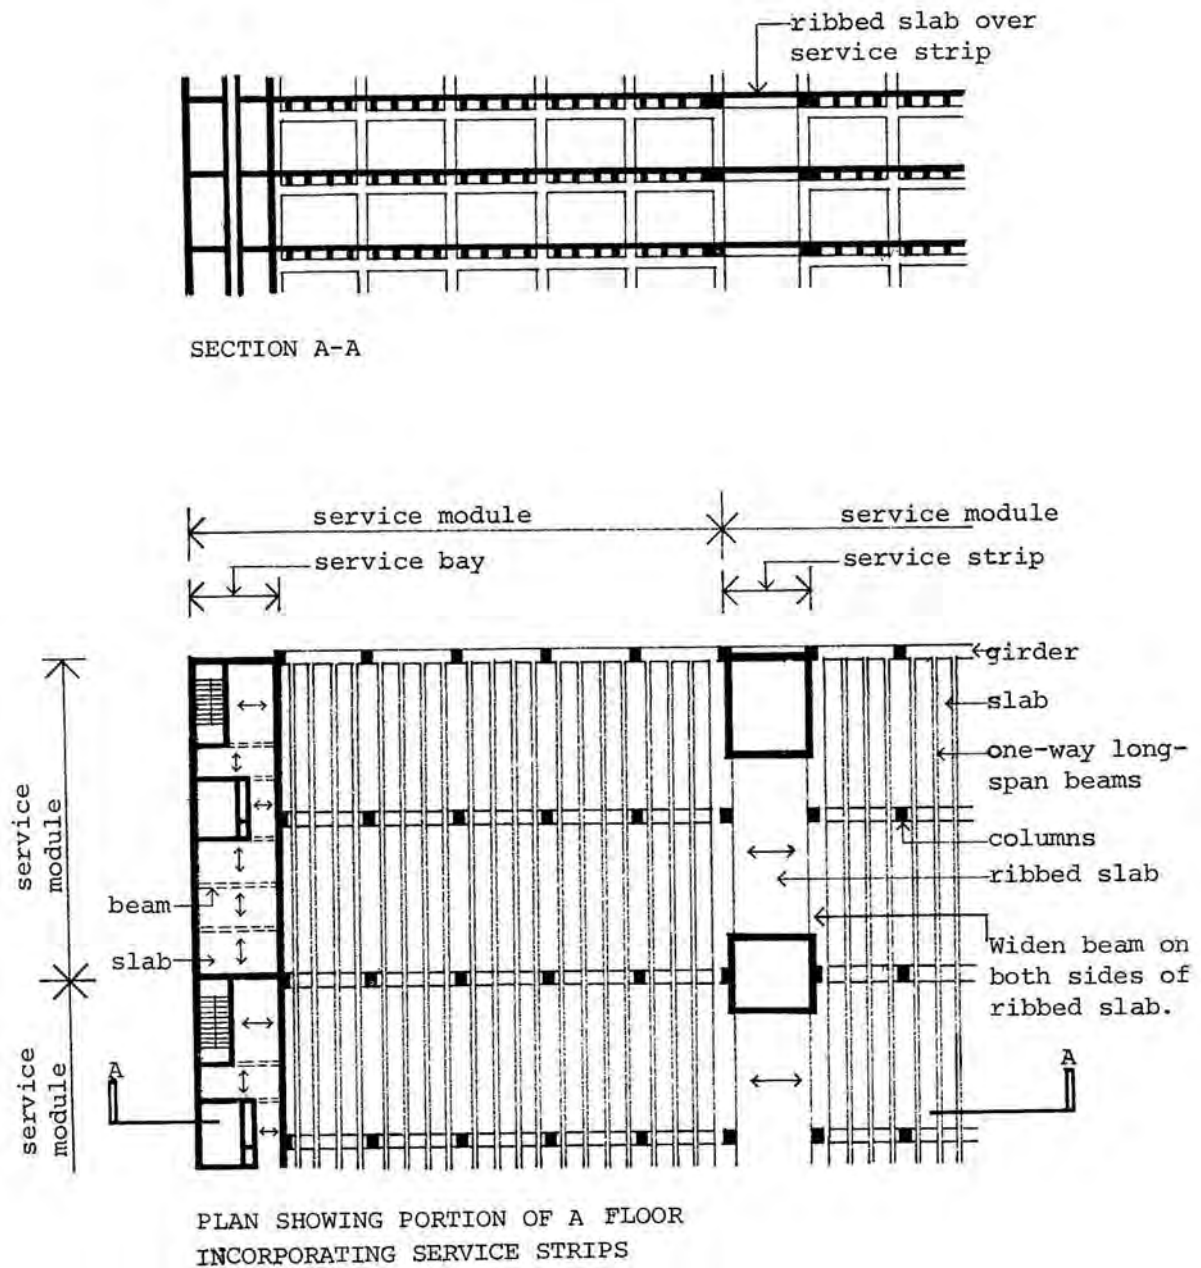 ribbed slab over
service strip
SECTION A-A
service module
service module
service bay
service strip
girder
slab
one-way long-
span beams
columns
ribbed slab
Widen beam on
both sides of
ribbed slab.
service
module
beam
slab
service
module
A
A
PLAN SHOWING PORTION OF A FLOOR
INCORPORATING SERVICE STRIPS